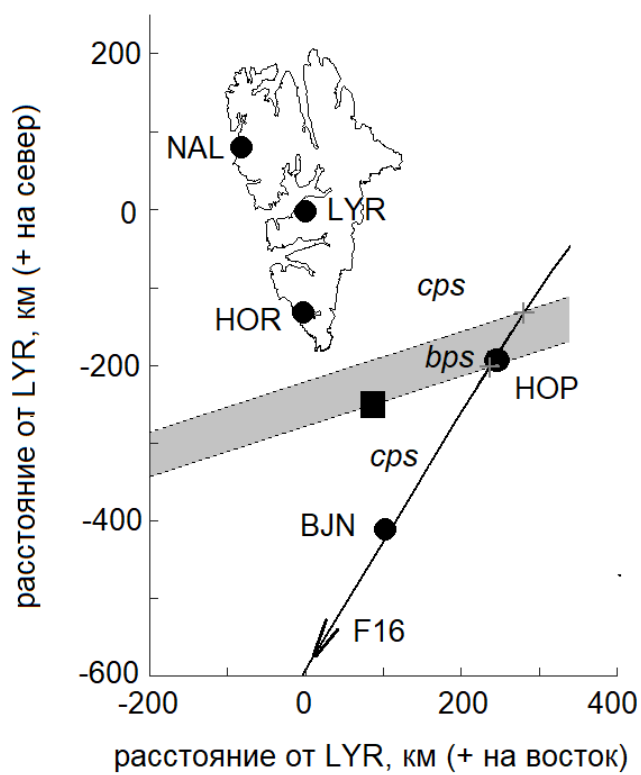 расстояние от LYR, км (+ на север)
200
0
-200
-400
-600
NAL
LYR
HOR
cps
bps
HOP
cps
BJN
F16
-200
0
200
400
расстояние от LYR, км (+ на восток)